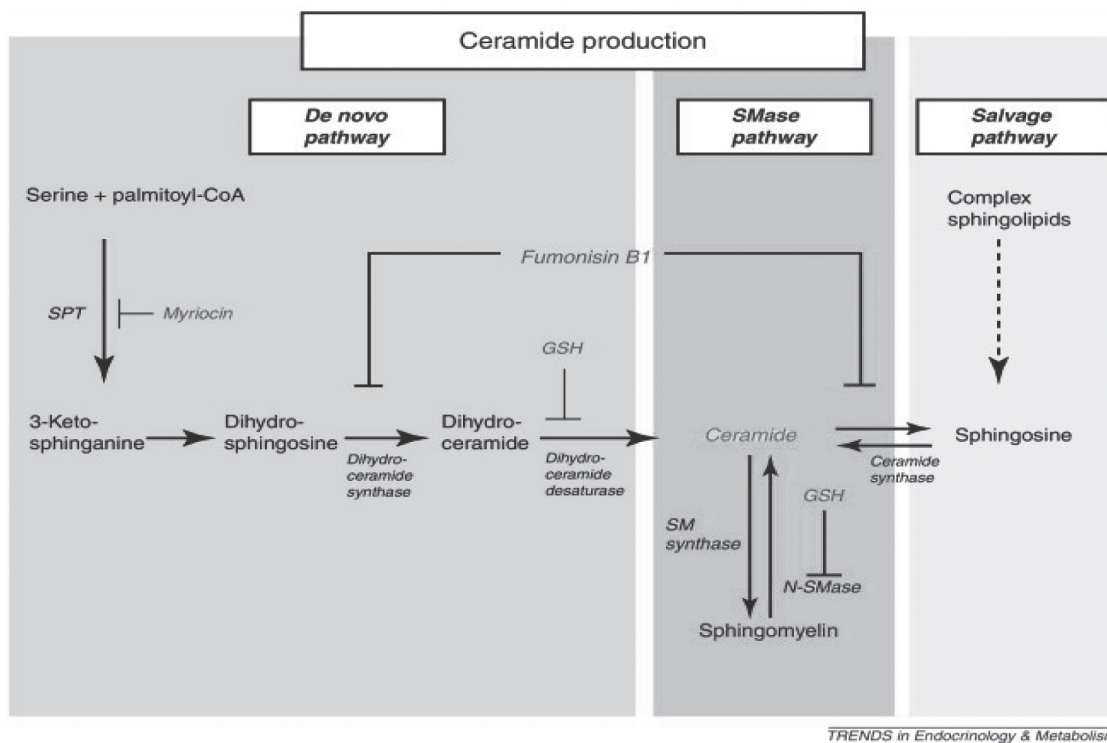 Ceramide production
De novo
pathway
SMase
pathway
Salvage
pathway
Serine + palmitoyl-CoA
Complex
sphingolipids
Fumonisin B1
SPT
Myriocin
GSH
3-Keto-
sphinganine
Dihydro-
sphingosine
Dihydro-
ceramide
Ceramide
Sphingosine
Dihydro-
ceramide
synthase
Dihydro-
ceramide
desaturase
Ceramide
synthase
GSH
SM
synthase
N-SMase
Sphingomyelin
TRENDS in Endocrinology & Metabolism